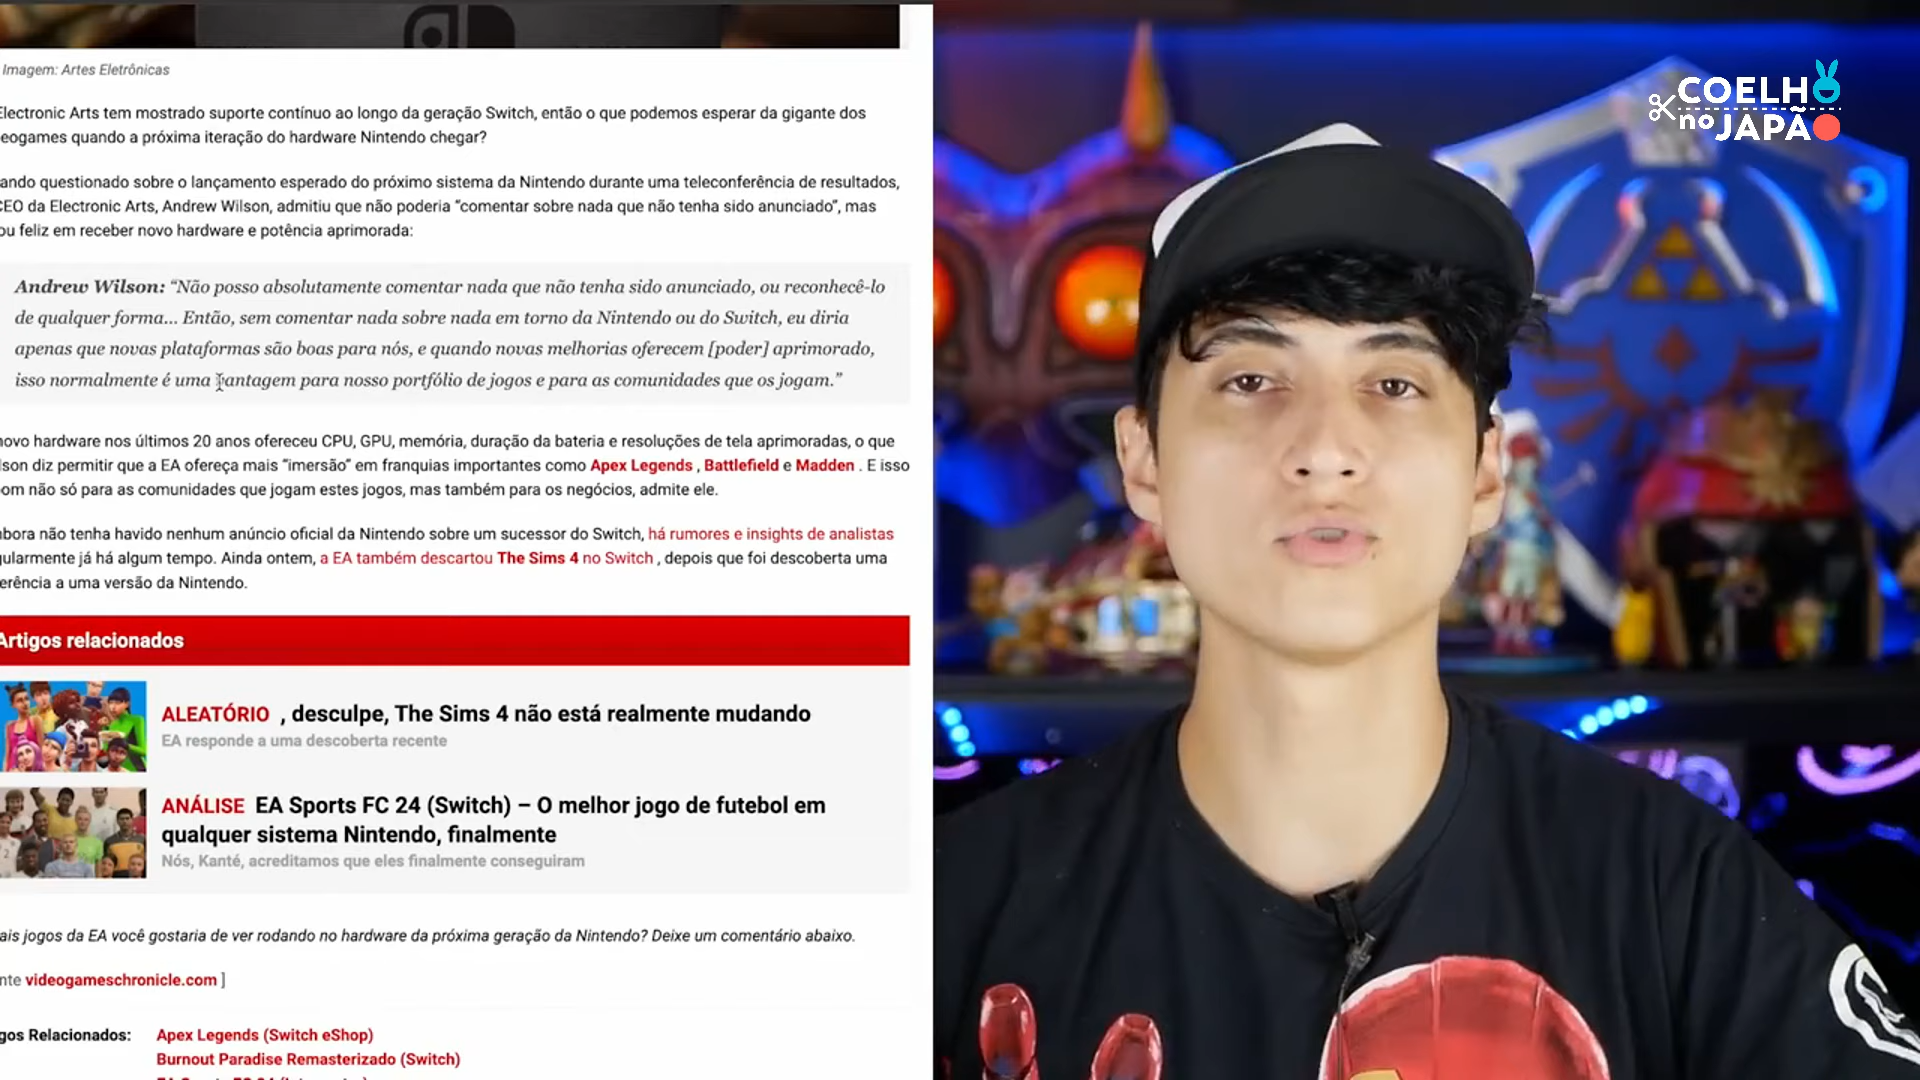 Imagem: Artes Eletrônicas
Electronic Arts tem mostrado suporte contínuo ao longo da geração Switch, então o que podemos esperar da gigante dos
eogames quando a próxima iteração do hardware Nintendo chegar?
ando questionado sobre o lançamento esperado do próximo sistema da Nintendo durante uma teleconferência de resultados,
CEO da Electronic Arts, Andrew Wilson, admitiu que não poderia “comentar sobre nada que não tenha sido anunciado”, mas
ou feliz em receber novo hardware e potência aprimorada:
Andrew Wilson: “Não posso absolutamente comentar nada que não tenha sido anunciado, ou reconhecê-lo
de qualquer forma... Então, sem comentar nada sobre nada em torno da Nintendo ou do Switch, eu diria
apenas que novas plataformas são boas para nós, e quando novas melhorias oferecem [poder] aprimorado,
isso normalmente é uma vantagem para nosso portfólio de jogos e para as comunidades que os jogam.”
novo hardware nos últimos 20 anos ofereceu CPU, GPU, memória, duração da bateria e resoluções de tela aprimoradas, o que
lson diz permitir que a EA ofereça mais “imersão” em franquias importantes como Apex Legends , Battlefield e Madden . E isso
om não só para as comunidades que jogam estes jogos, mas também para os negócios, admite ele.
bora não tenha havido nenhum anúncio oficial da Nintendo sobre um sucessor do Switch, há rumores e insights de analistas
gularmente já há algum tempo. Ainda ontem, a EA também descartou The Sims 4 no Switch , depois que foi descoberta uma
erência a uma versão da Nintendo.
Artigos relacionados
ALEATÓRIO , desculpe, The Sims 4 não está realmente mudando
EA responde a uma descoberta recente
ANÁLISE EA Sports FC 24 (Switch) – O melhor jogo de futebol em
qualquer sistema Nintendo, finalmente
Nós, Kanté, acreditamos que eles finalmente conseguiram
ais jogos da EA você gostaria de ver rodando no hardware da próxima geração da Nintendo? Deixe um comentário abaixo.
nte videogameschronicle.com ]
gos Relacionados: Apex Legends (Switch eShop)
Burnout Paradise Remasterizado (Switch)
COELHO
no JAPÃO